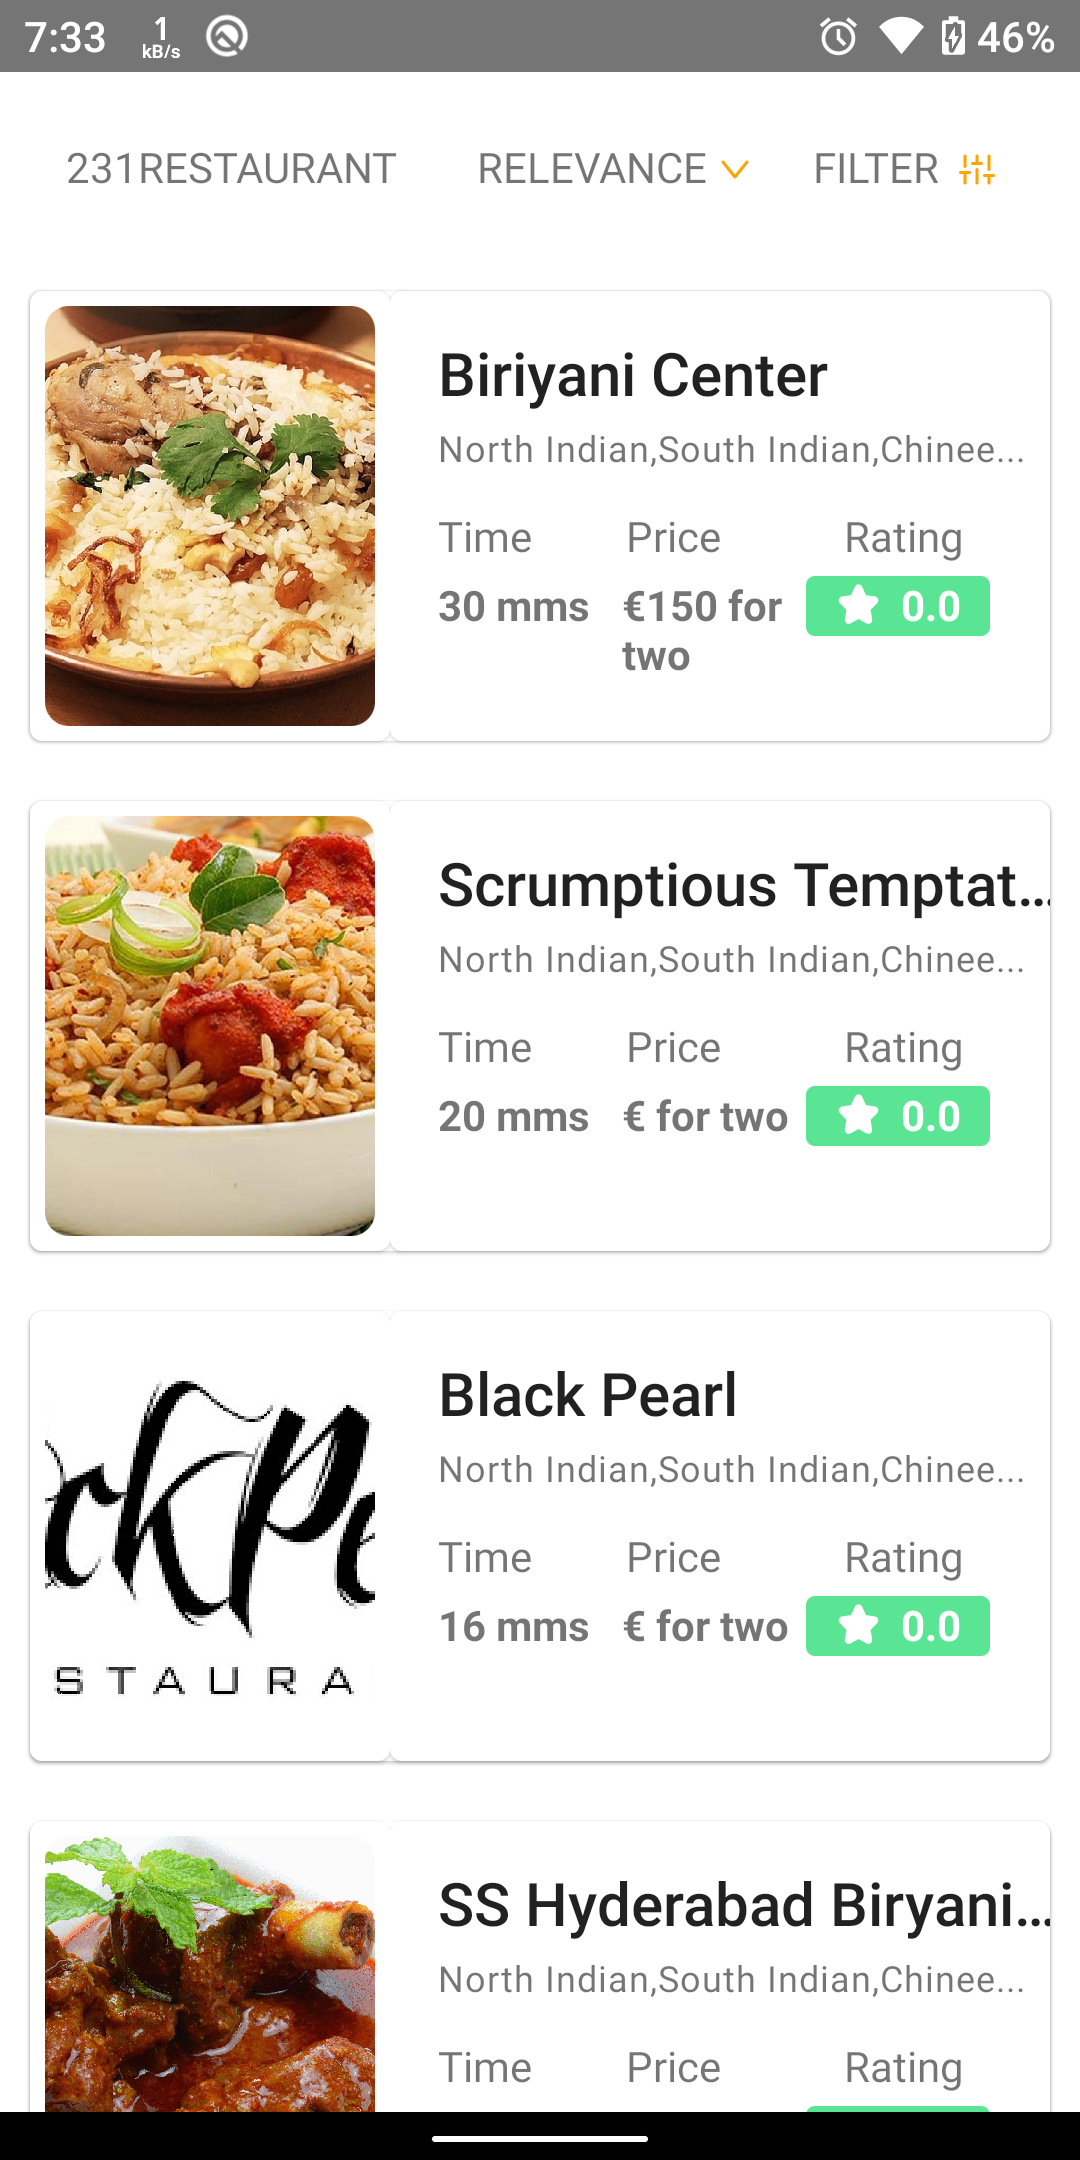 7:33 1 kB/s 46%
231RESTAURANT RELEVANCE FILTER
Biriyani Center
North Indian,South Indian,Chinee...
Time Price Rating
30 mms €150 for two 0.0
Scrumptious Temptat...
North Indian,South Indian,Chinee...
Time Price Rating
20 mms € for two 0.0
ckPe
STAURA
Black Pearl
North Indian,South Indian,Chinee...
Time Price Rating
16 mms € for two 0.0
SS Hyderabad Biryani...
North Indian,South Indian,Chinee...
Time Price Rating